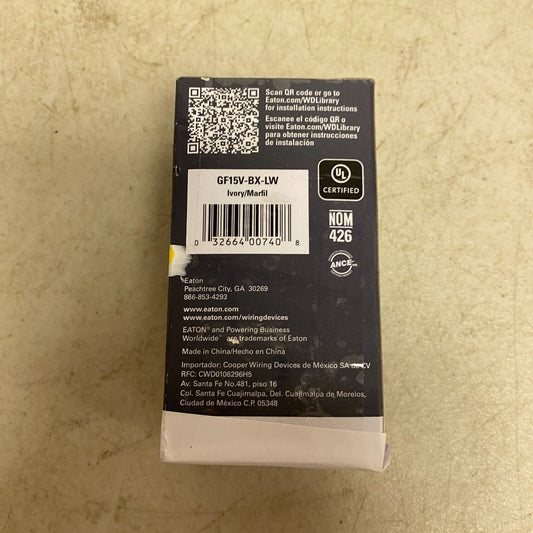 Scan QR code or go to
Eaton.com/WDLibrary
for installation instructions
Escanee el código QR o
visite Eaton.com/WDLibrary
para obtener instrucciones
de instalación
GF15V-BX-LW
Ivory/Marfil
0 32664 00740 8
UL
CERTIFIED
NOM
426
ANCE
Eaton
Peachtree City, GA 30269
866-853-4293
www.eaton.com
www.eaton.com/wiringdevices
EATON® and Powering Business
Worldwide™ are trademarks of Eaton
Made in China/Hecho en China
Importador: Cooper Wiring Devices de México SA de CV
RFC: CWD0106296H5
Av. Santa Fe No.481, piso 16
Col. Santa Fe Cuajimalpa, Del. Cuajimalpa de Morelos,
Ciudad de México C.P. 05348